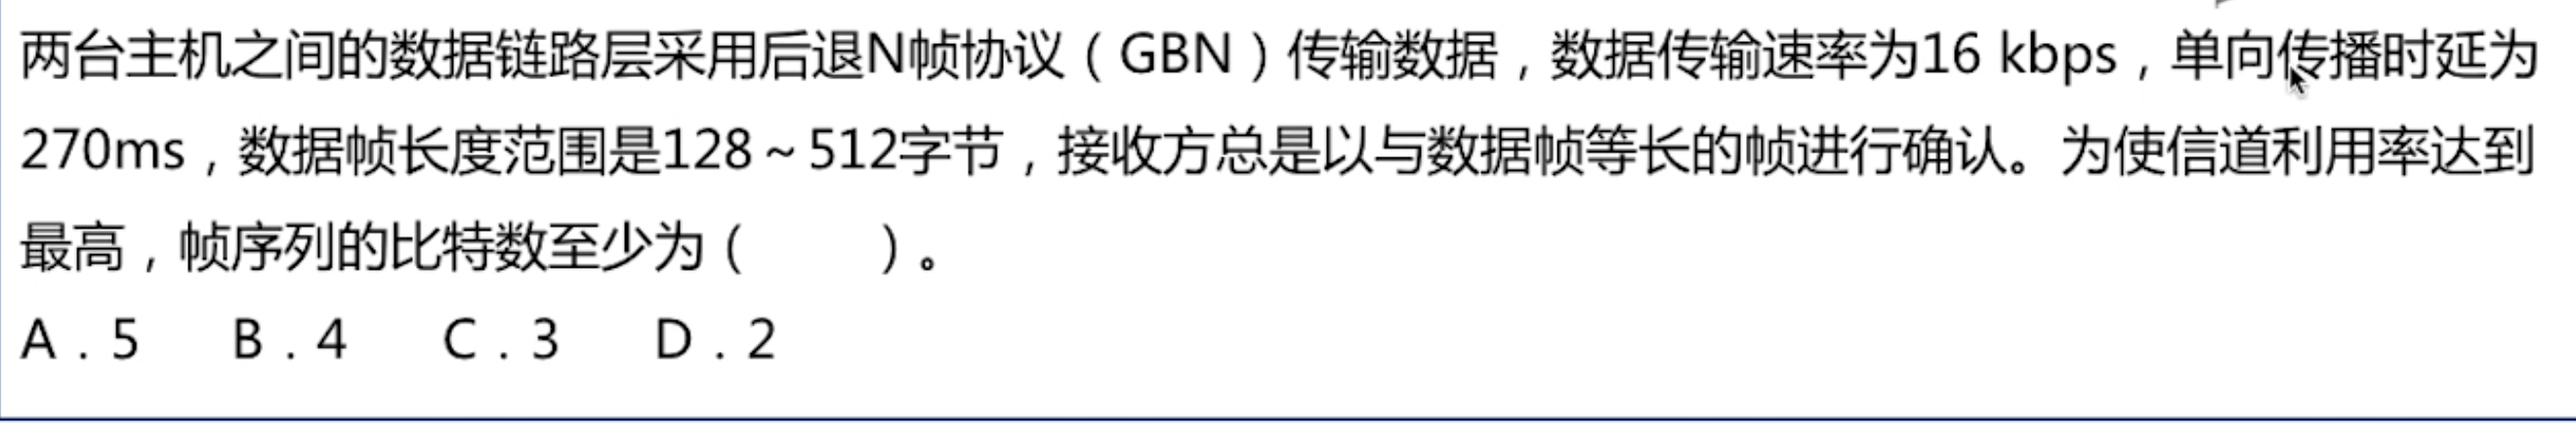 两台主机之间的数据链路层采用后退N帧协议（GBN）传输数据，数据传输速率为16 kbps，单向传播时延为
270ms，数据帧长度范围是128～512字节，接收方总是以与数据帧等长的帧进行确认。为使信道利用率达到
最高，帧序列的比特数至少为（　　）。
A．5　B．4　C．3　D．2